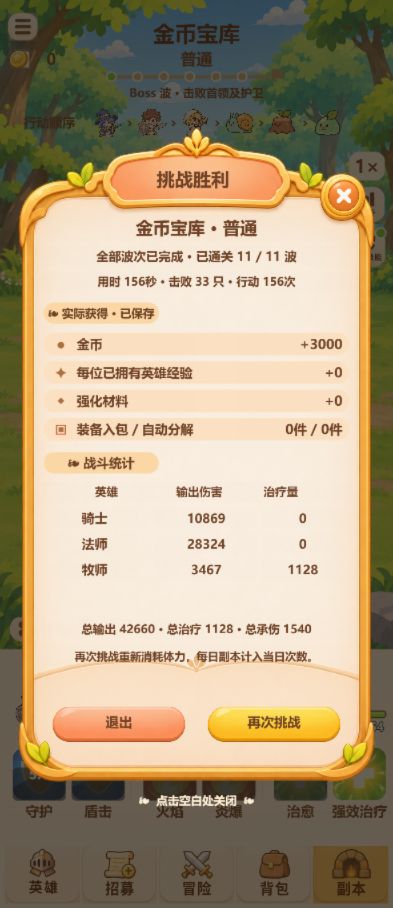 金币宝库
0
普通
Boss 波 · 击败首领及护卫
行动顺序
1×
挑战胜利
金币宝库 · 普通
全部波次已完成 · 已通关 11 / 11 波
用时 156秒 · 击败 33 只 · 行动 156次
实际获得 · 已保存
金币 +3000
每位已拥有英雄经验 +0
强化材料 +0
装备入包 / 自动分解 0件 / 0件
战斗统计
英雄 输出伤害 治疗量
骑士 10869 0
法师 28324 0
牧师 3467 1128
总输出 42660 · 总治疗 1128 · 总承伤 1540
再次挑战重新消耗体力，每日副本计入当日次数。
退出 再次挑战
点击空白处关闭
守护 盾击 火焰 炎爆 治愈 强效治疗
英雄 招募 冒险 背包 副本